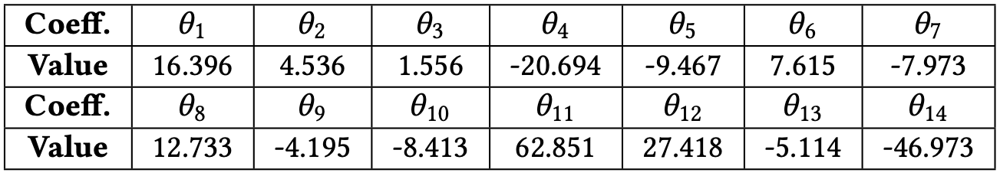 Coeff. θ₁ θ₂ θ₃ θ₄ θ₅ θ₆ θ₇
Value 16.396 4.536 1.556 -20.694 -9.467 7.615 -7.973
Coeff. θ₈ θ₉ θ₁₀ θ₁₁ θ₁₂ θ₁₃ θ₁₄
Value 12.733 -4.195 -8.413 62.851 27.418 -5.114 -46.973